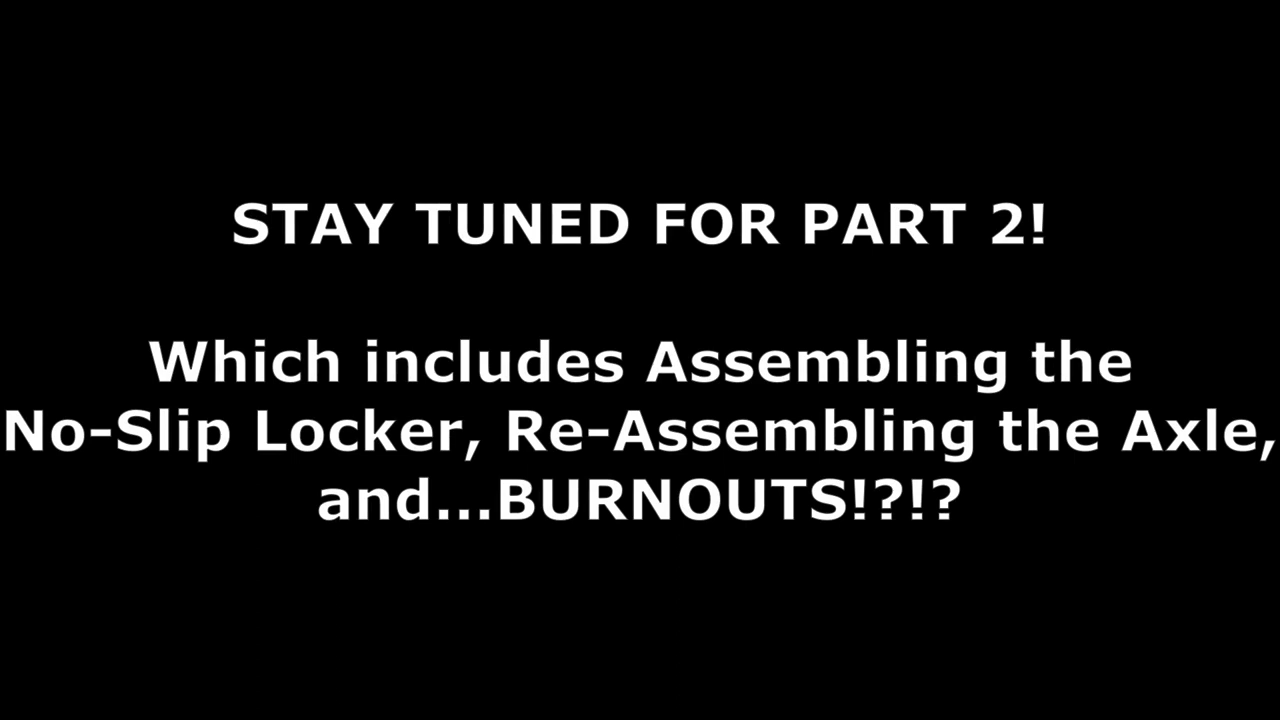 STAY TUNED FOR PART 2!
Which includes Assembling the
No-Slip Locker, Re-Assembling the Axle,
and...BURNOUTS!?!?